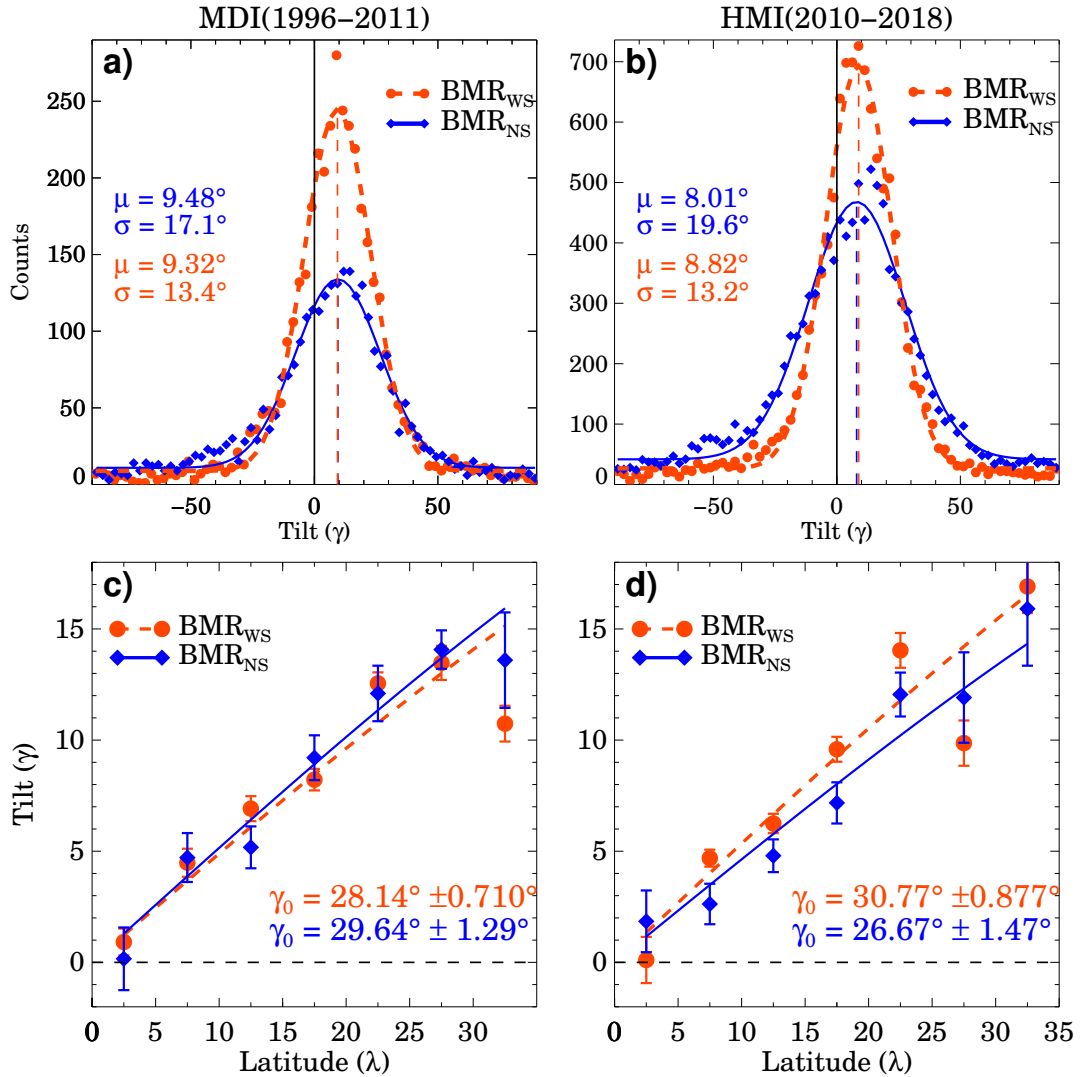 MDI(1996−2011)
HMI(2010−2018)
a)
BMR_WS
BMR_NS
μ = 9.48°
σ = 17.1°
μ = 9.32°
σ = 13.4°
Counts
0
50
100
150
200
250
−50
0
50
Tilt (γ)
b)
BMR_WS
BMR_NS
μ = 8.01°
σ = 19.6°
μ = 8.82°
σ = 13.2°
0
100
200
300
400
500
600
700
−50
0
50
Tilt (γ)
c)
BMR_WS
BMR_NS
γ₀ = 28.14° ±0.710°
γ₀ = 29.64° ± 1.29°
Tilt (γ)
0
5
10
15
0
5
10
15
20
25
30
Latitude (λ)
d)
BMR_WS
BMR_NS
γ₀ = 30.77° ±0.877°
γ₀ = 26.67° ± 1.47°
0
5
10
15
0
5
10
15
20
25
30
35
Latitude (λ)